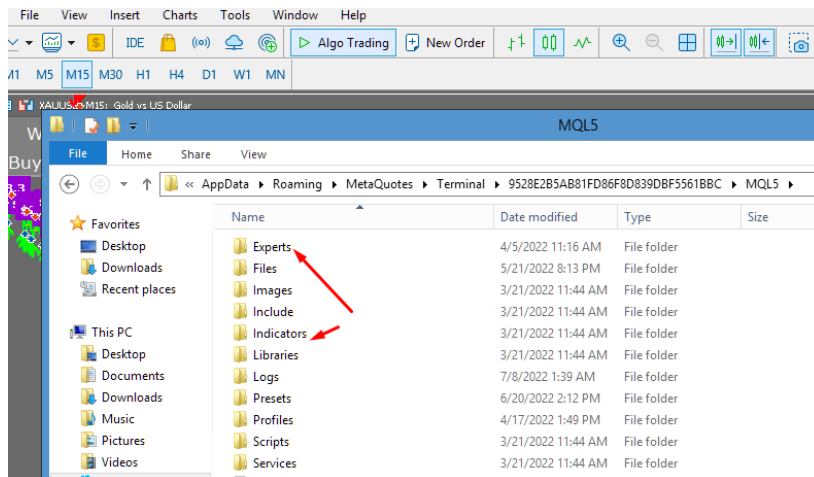 File View Insert Charts Tools Window Help
$ IDE Algo Trading New Order
M1 M5 M15 M30 H1 H4 D1 W1 MN
M15: Gold vs US Dollar
MQL5
Buy
File Home Share View
« AppData Roaming MetaQuotes Terminal 9528E2B5AB81FD86F8D839DBF5561BBC MQL5
Name Date modified Type Size
Favorites
Desktop
Downloads
Recent places
This PC
Desktop
Documents
Downloads
Music
Pictures
Videos
Experts 4/5/2022 11:16 AM File folder
Files 5/21/2022 8:13 PM File folder
Images 3/21/2022 11:44 AM File folder
Include 3/21/2022 11:44 AM File folder
Indicators 3/21/2022 11:44 AM File folder
Libraries 3/21/2022 11:44 AM File folder
Logs 7/8/2022 1:39 AM File folder
Presets 6/20/2022 2:12 PM File folder
Profiles 4/17/2022 1:49 PM File folder
Scripts 3/21/2022 11:44 AM File folder
Services 3/21/2022 11:44 AM File folder